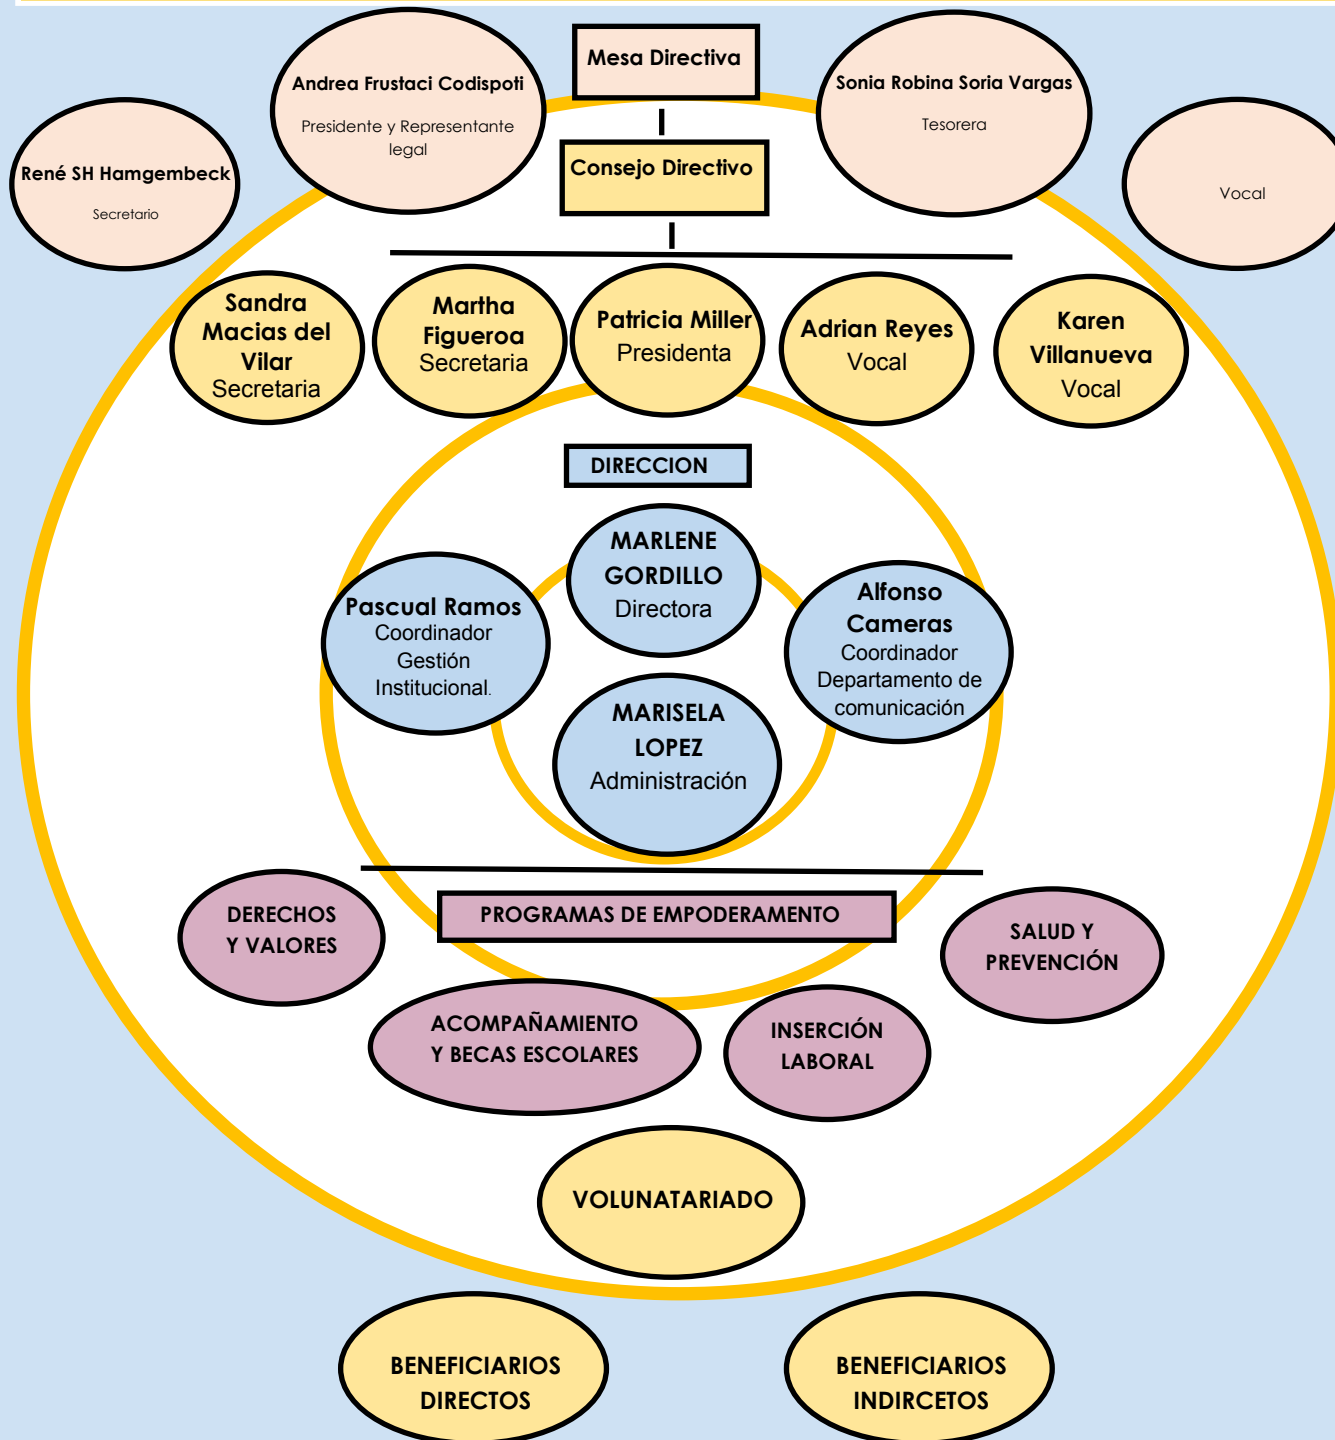 Mesa Directiva
Andrea Frustaci Codispoti
Presidente y Representante
legal
Sonia Robina Soria Vargas
Tesorera
René SH Hamgembeck
Secretario
Vocal
Consejo Directivo
Sandra
Macias del
Vilar
Secretaria
Martha
Figueroa
Secretaria
Patricia Miller
Presidenta
Adrian Reyes
Vocal
Karen
Villanueva
Vocal
DIRECCION
MARLENE
GORDILLO
Directora
Pascual Ramos
Coordinador
Gestión
Institucional.
Alfonso
Cameras
Coordinador
Departamento de
comunicación
MARISELA
LOPEZ
Administración
PROGRAMAS DE EMPODERAMENTO
DERECHOS
Y VALORES
SALUD Y
PREVENCIÓN
ACOMPAÑAMIENTO
Y BECAS ESCOLARES
INSERCIÓN
LABORAL
VOLUNATARIADO
BENEFICIARIOS
DIRECTOS
BENEFICIARIOS
INDIRCETOS